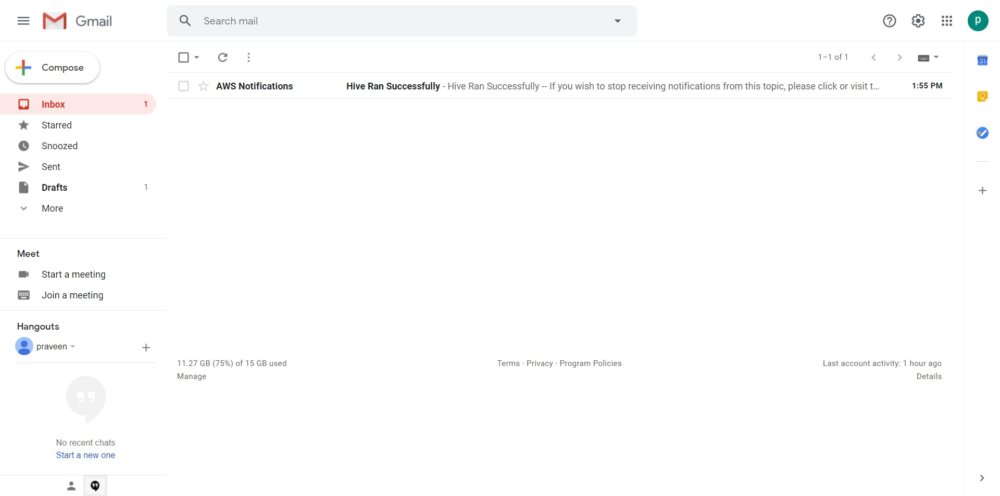 Gmail
Search mail
p
Compose
1–1 of 1
31
AWS Notifications Hive Ran Successfully - Hive Ran Successfully -- If you wish to stop receiving notifications from this topic, please click or visit t... 1:55 PM
Inbox 1
Starred
Snoozed
Sent
Drafts 1
More
Meet
Start a meeting
Join a meeting
Hangouts
praveen
11.27 GB (75%) of 15 GB used
Manage
Terms · Privacy · Program Policies
Last account activity: 1 hour ago
Details
No recent chats
Start a new one